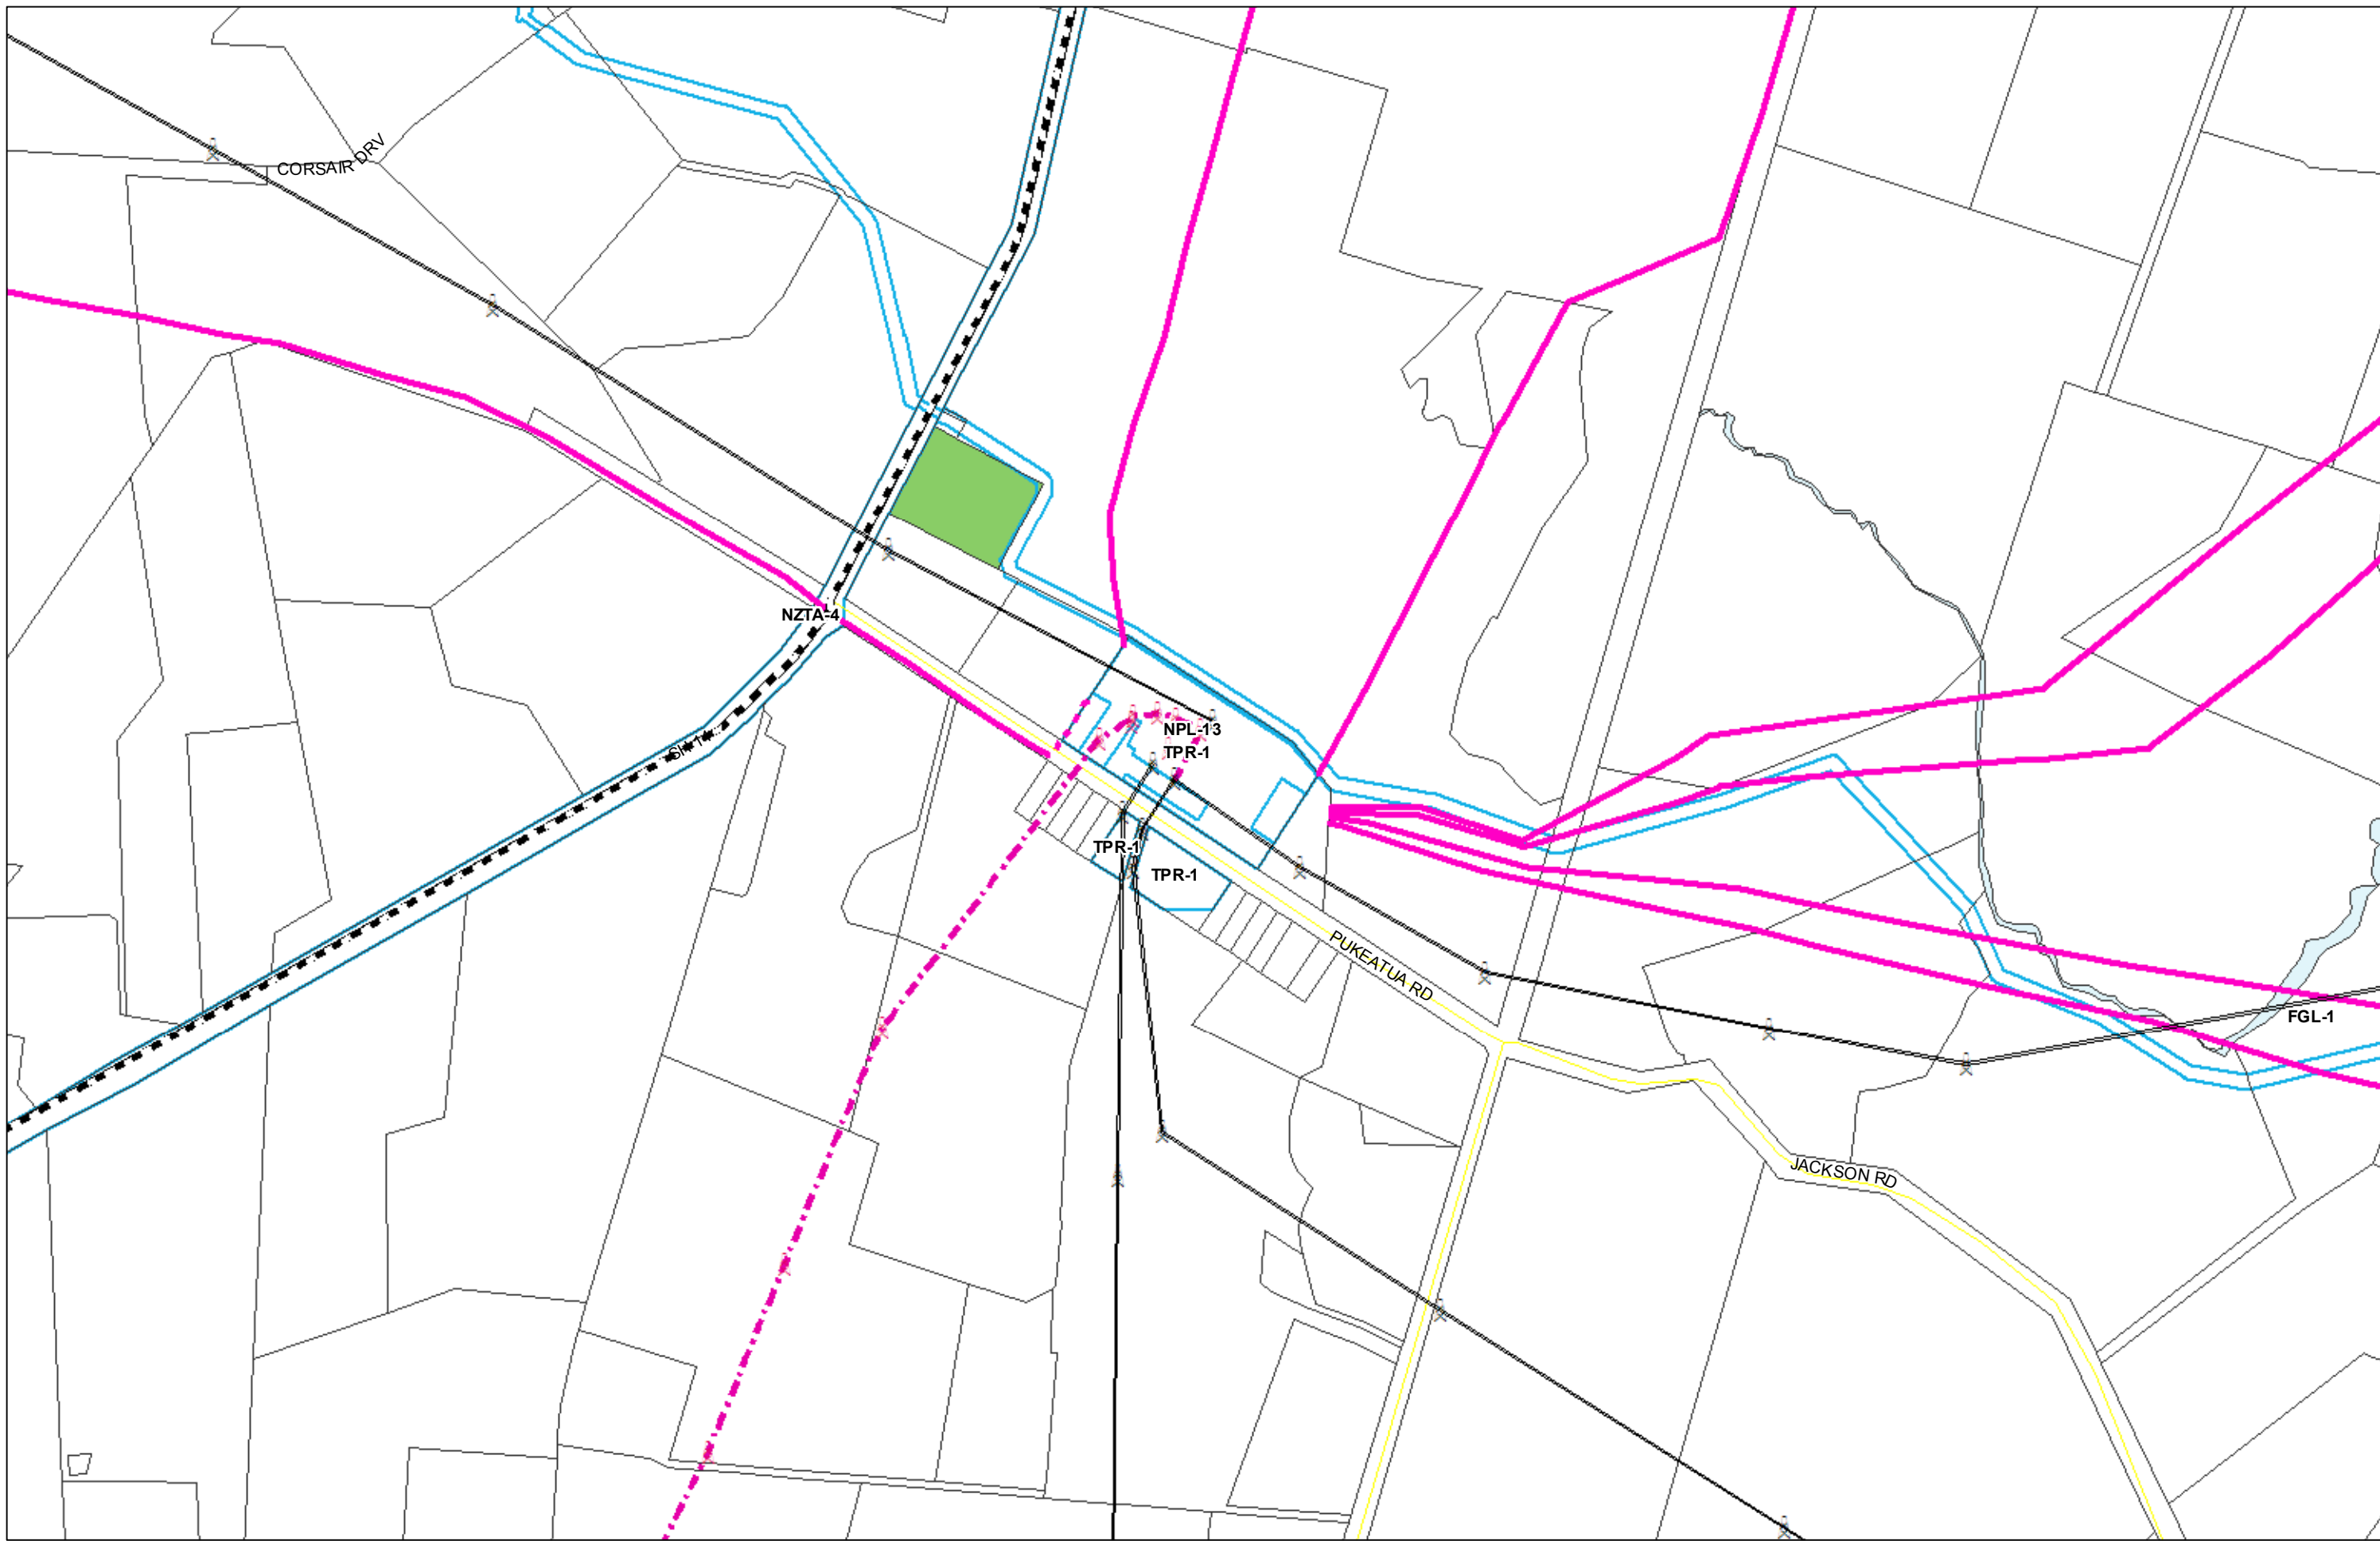 CORSAIR DRV
NZTA-4
NPL-13
TPR-1
TPR-1
TPR-1
PUKEATUA RD
FGL-1
JACKSON RD